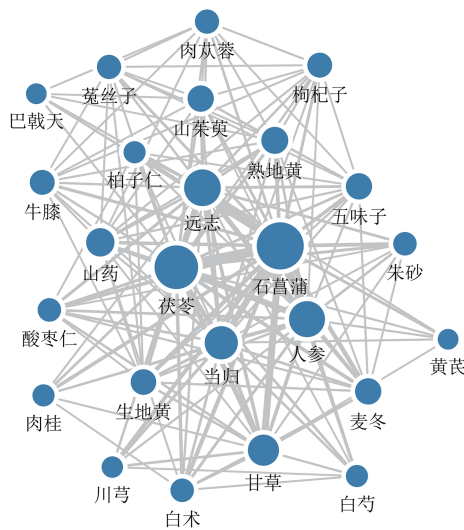 肉苁蓉
菟丝子
枸杞子
巴戟天
山茱萸
柏子仁
熟地黄
牛膝
远志
五味子
山药
石菖蒲
朱砂
茯苓
酸枣仁
人参
黄芪
当归
生地黄
麦冬
肉桂
川芎
甘草
白芍
白术